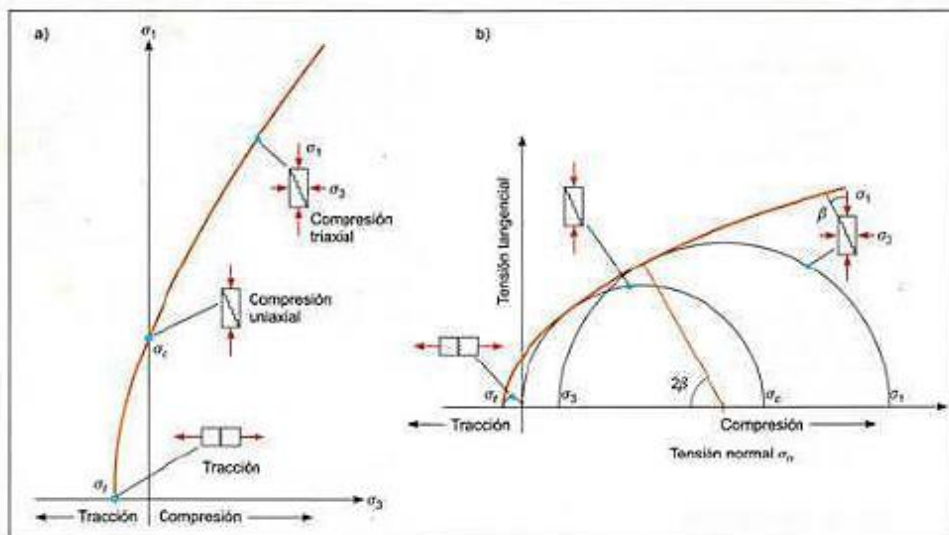 a)
σ₁
σ₁
σ₃
Compresión
triaxial
Compresión
uniaxial
σc
σt
Tracción
σ₃
Tracción
Compresión
b)
Tensión tangencial
β
σ₁
σ₃
σt
σ₃
2β
σc
σ₁
Tracción
Compresión
Tensión normal σn